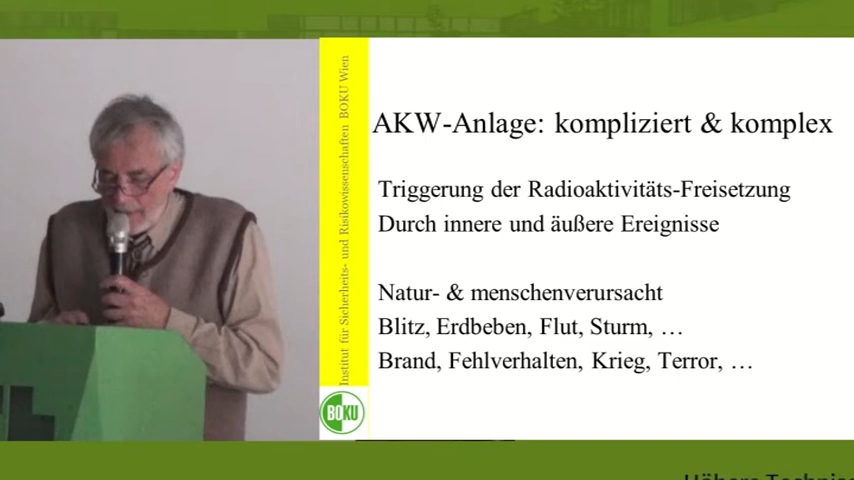 AKW-Anlage: kompliziert & komplex
Triggerung der Radioaktivitäts-Freisetzung
Durch innere und äußere Ereignisse
Natur- & menschenverursacht
Blitz, Erdbeben, Flut, Sturm, …
Brand, Fehlverhalten, Krieg, Terror, …
Institut für Sicherheits- und Risikowissenschaften BOKU Wien
BOKU